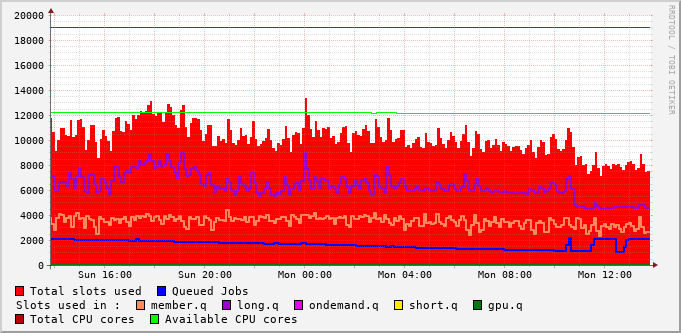 20000
18000
16000
14000
12000
10000
8000
6000
4000
2000
0
Sun 16:00 Sun 20:00 Mon 00:00 Mon 04:00 Mon 08:00 Mon 12:00
RRDTOOL / TOBI OETIKER
Total slots used Queued Jobs
Slots used in : member.q long.q ondemand.q short.q gpu.q
Total CPU cores Available CPU cores